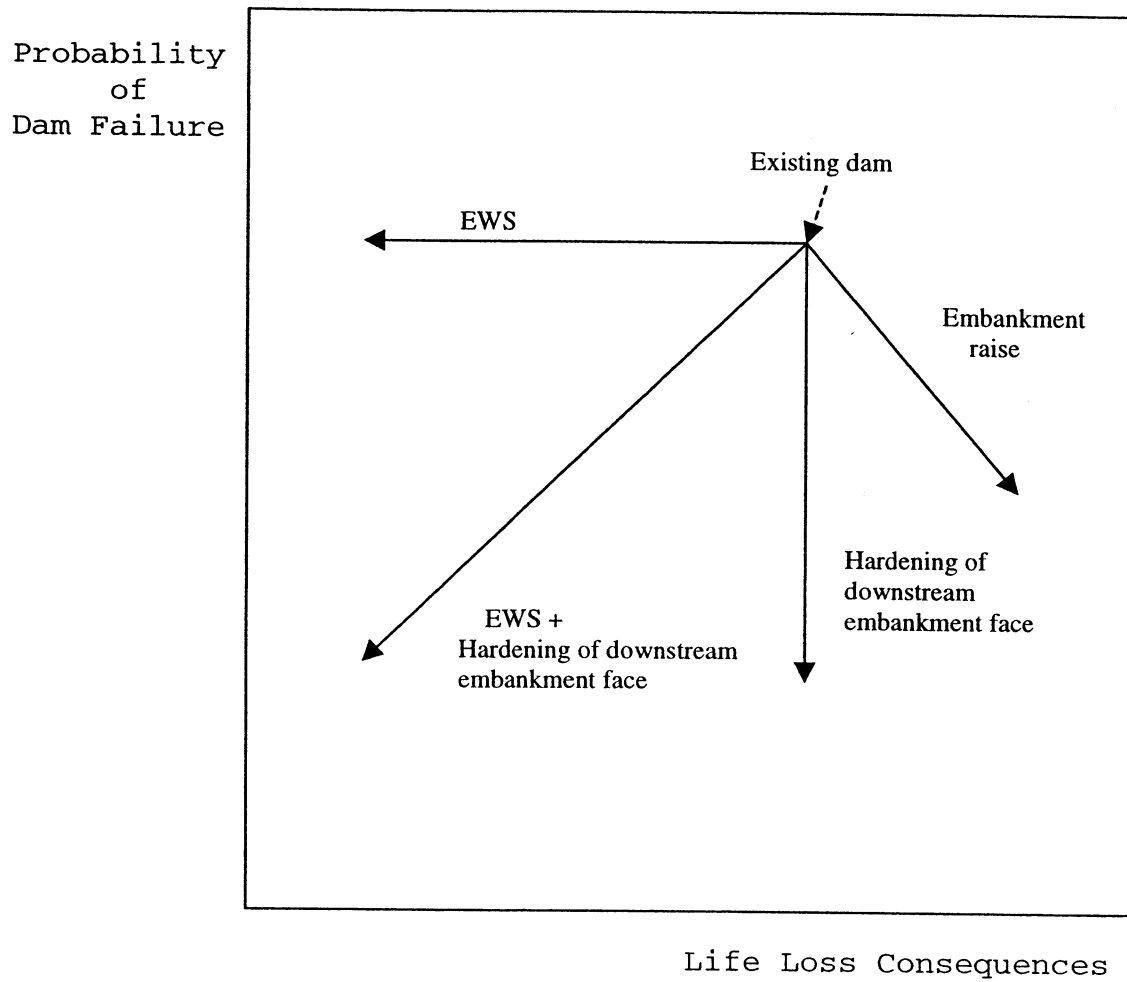 Probability
of
Dam Failure
Existing dam
EWS
Embankment
raise
Hardening of
downstream
embankment face
EWS +
Hardening of downstream
embankment face
Life Loss Consequences